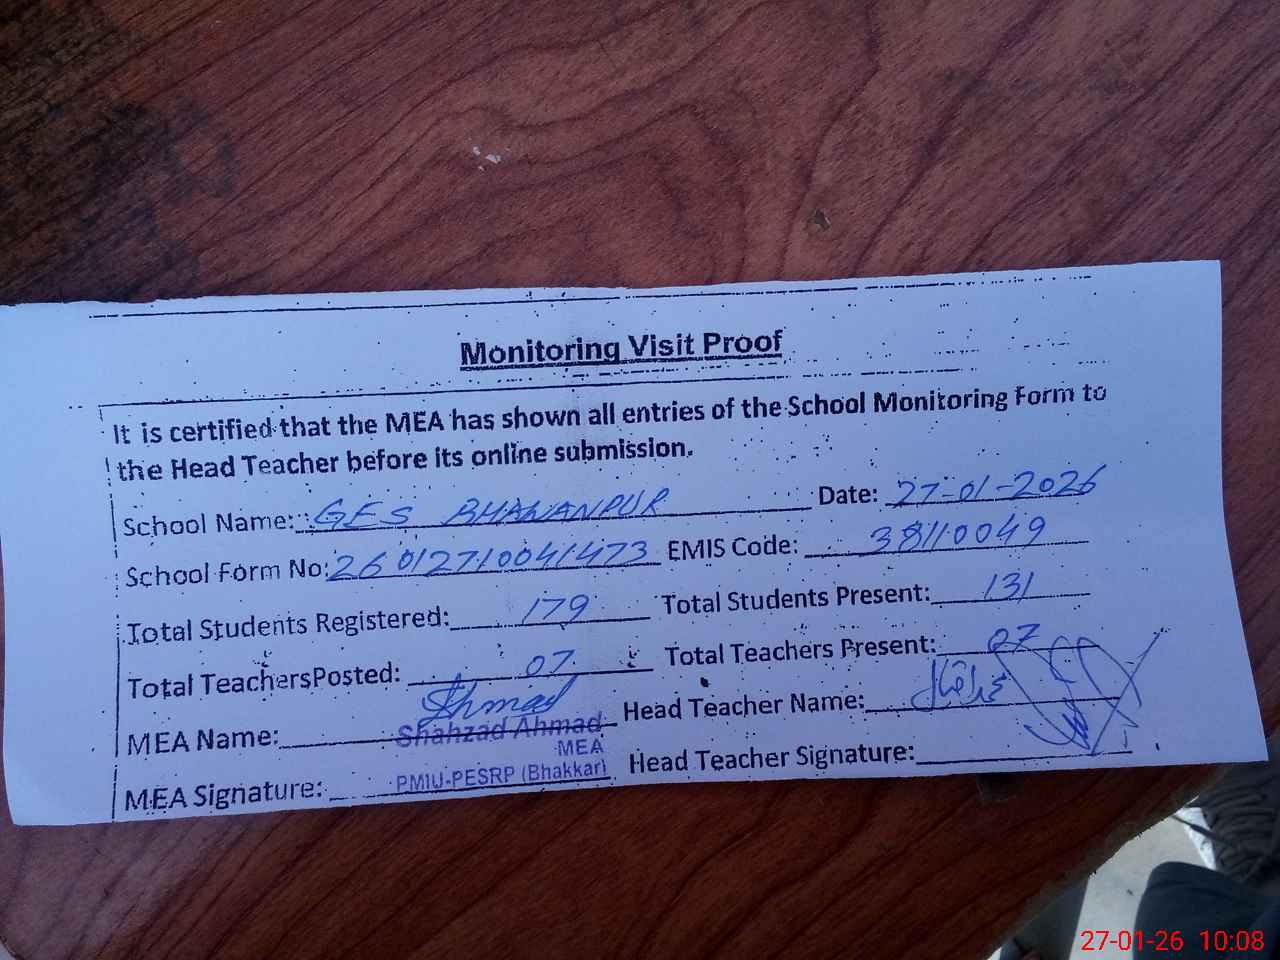 Monitoring Visit Proof
It is certified that the MEA has shown all entries of the School Monitoring Form to
the Head Teacher before its online submission.
School Name: GES BHAWANPUR Date: 27-01-2026
School Form No: 26012710041473 EMIS Code: 38110049
Total Students Registered: 179 Total Students Present: 131
Total Teachers Posted: 07 Total Teachers Present: 07
Ahmad
MEA Name: Shahzad Ahmad Head Teacher Name:
MEA
MEA Signature: PMIU-PESRP (Bhakkar) Head Teacher Signature:
27-01-26 10:08